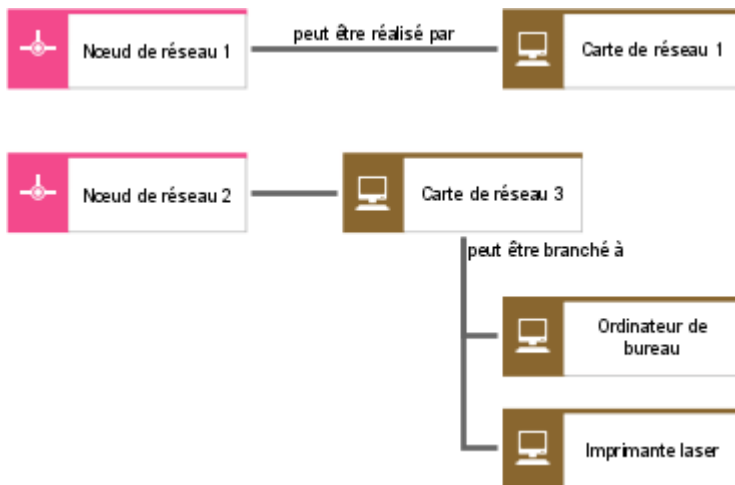 peut être réalisé par
Nœud de réseau 1
Carte de réseau 1
Nœud de réseau 2
Carte de réseau 3
peut être branché à
Ordinateur de
bureau
Imprimante laser